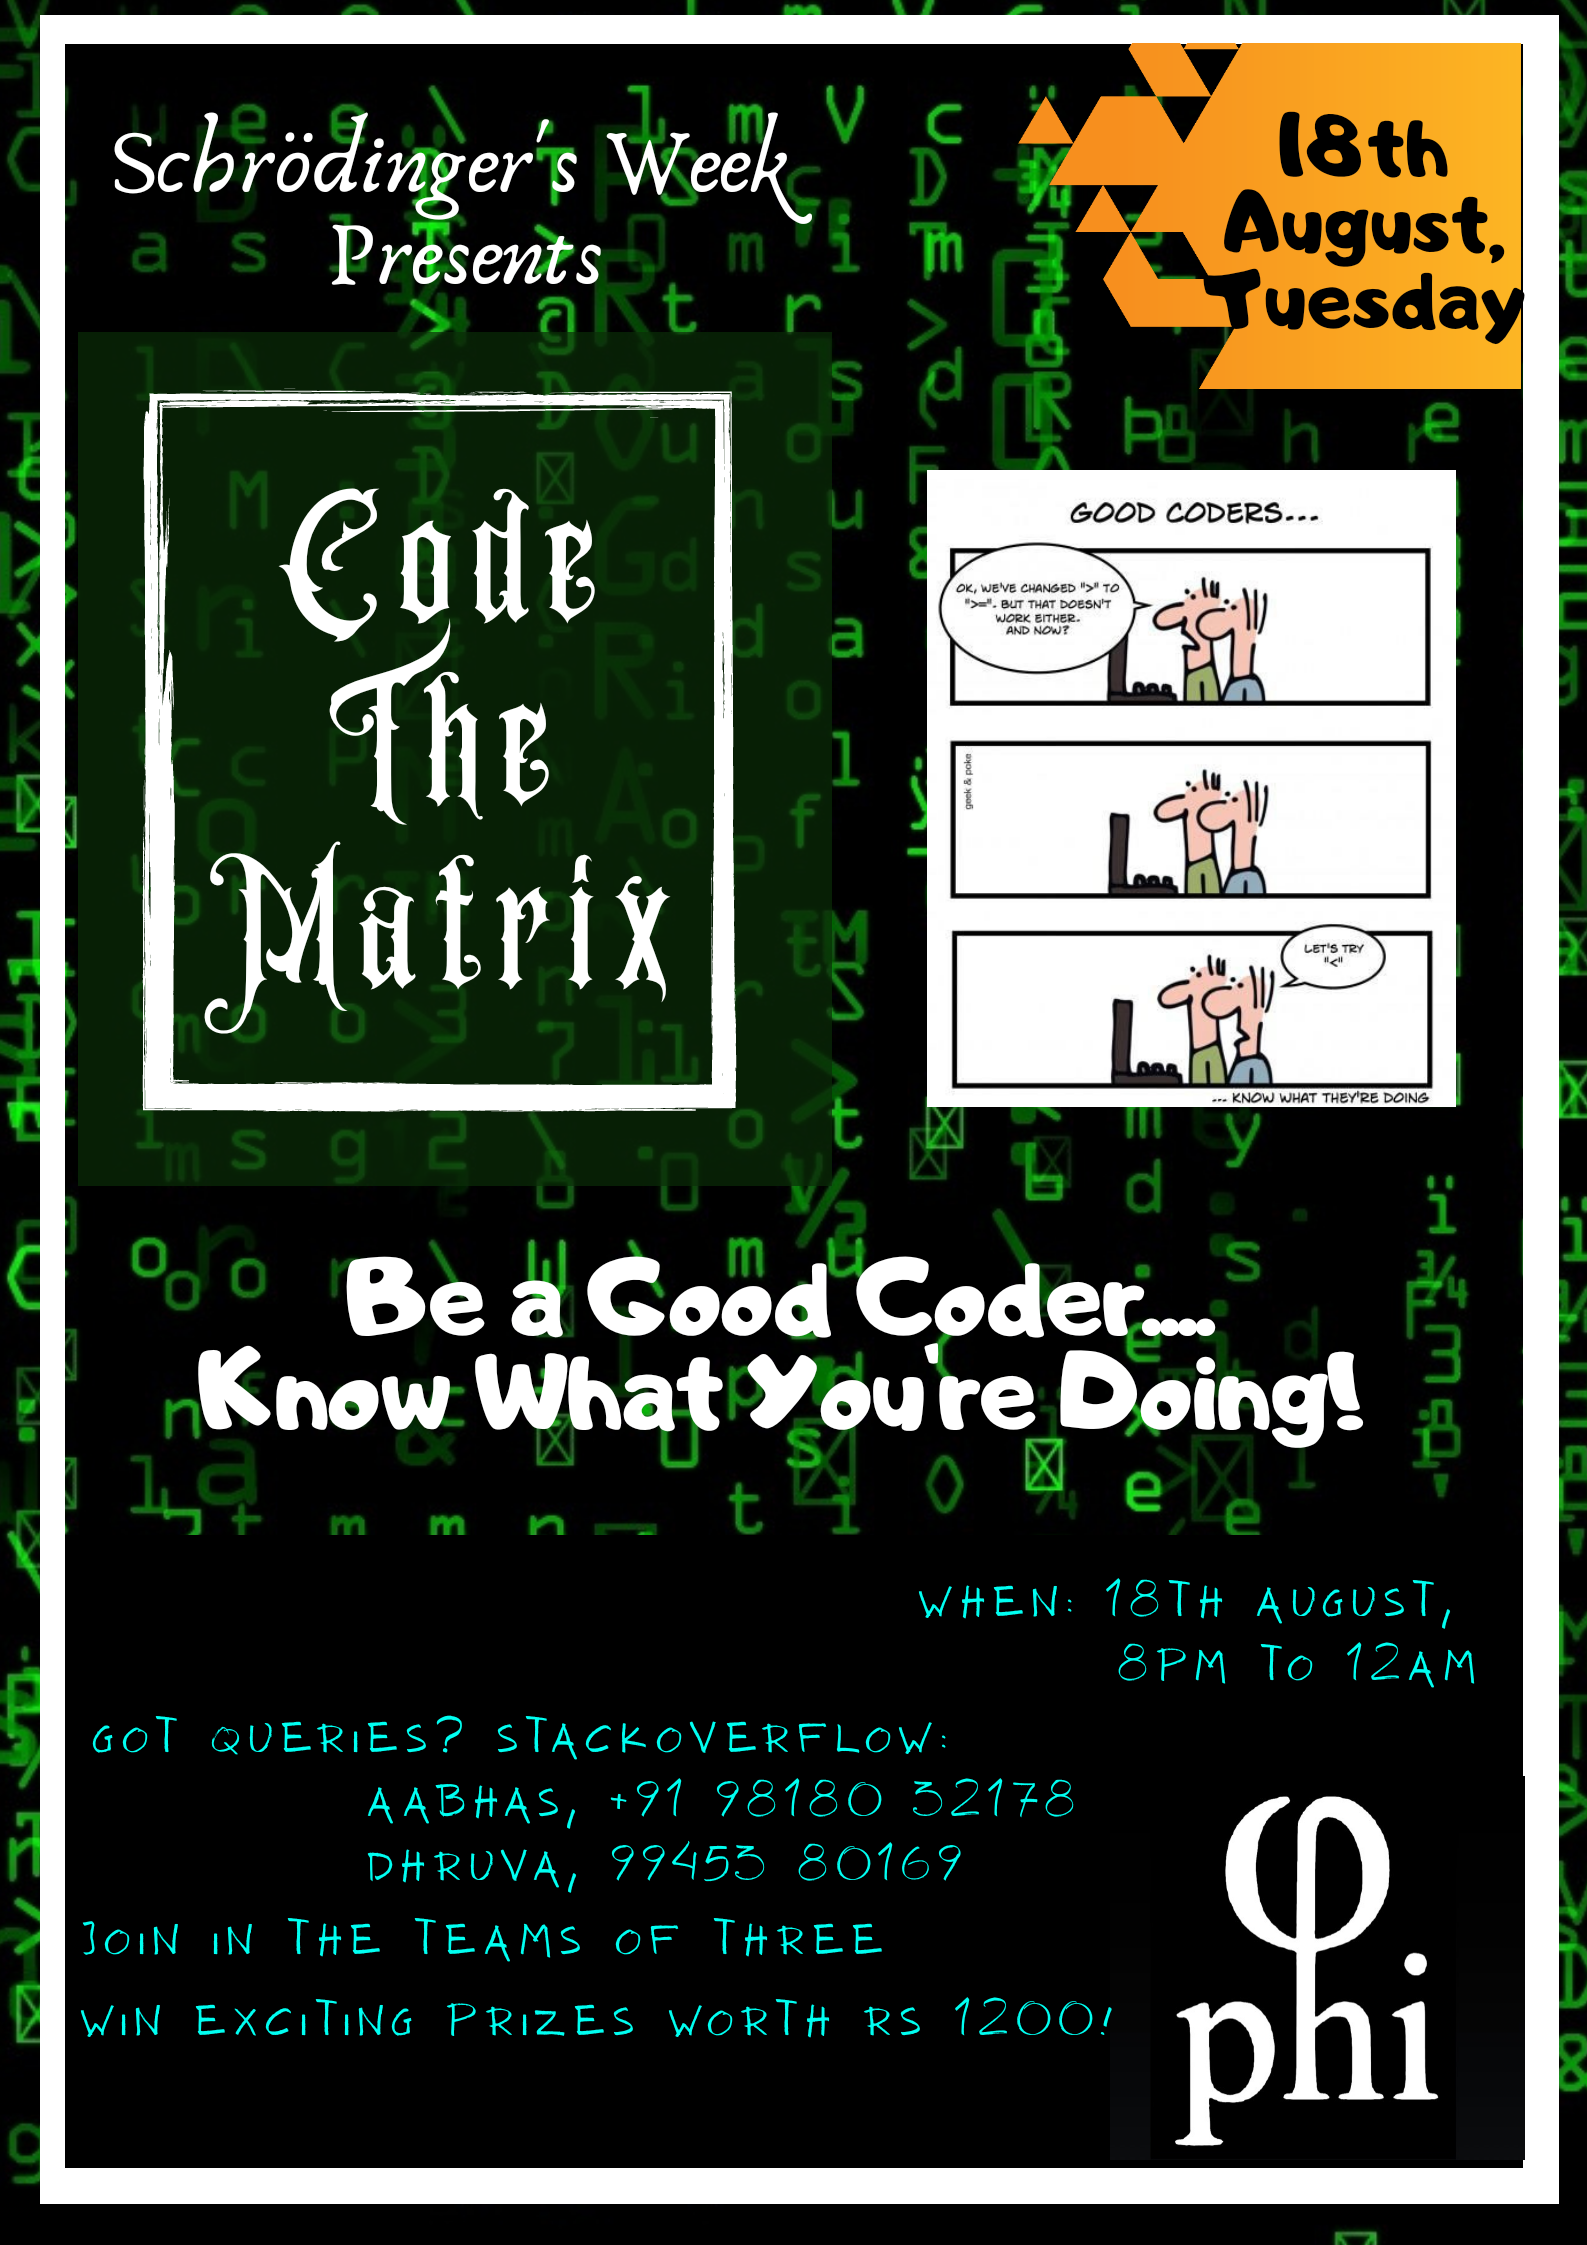 Schrödinger's Week
Presents
18th
August,
Tuesday
Code
The
Matrix
GOOD CODERS...
OK, WE'VE CHANGED ">" TO
">=". BUT THAT DOESN'T
WORK EITHER.
AND NOW?
geek & poke
LET'S TRY
"<"
... KNOW WHAT THEY'RE DOING
Be a Good Coder....
Know What You're Doing!
WHEN: 18TH AUGUST,
8PM TO 12AM
GOT QUERIES? STACKOVERFLOW:
AABHAS, +91 98180 32178
DHRUVA, 99453 80169
JOIN IN THE TEAMS OF THREE
WIN EXCITING PRIZES WORTH RS 1200!
φ
phi